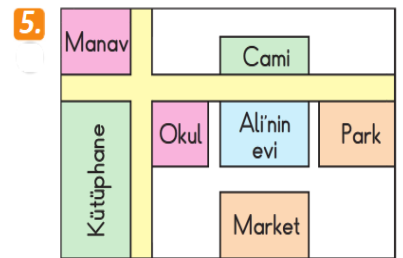 5.
Manav
Cami
Kütüphane
Okul
Ali'nin
evi
Park
Market